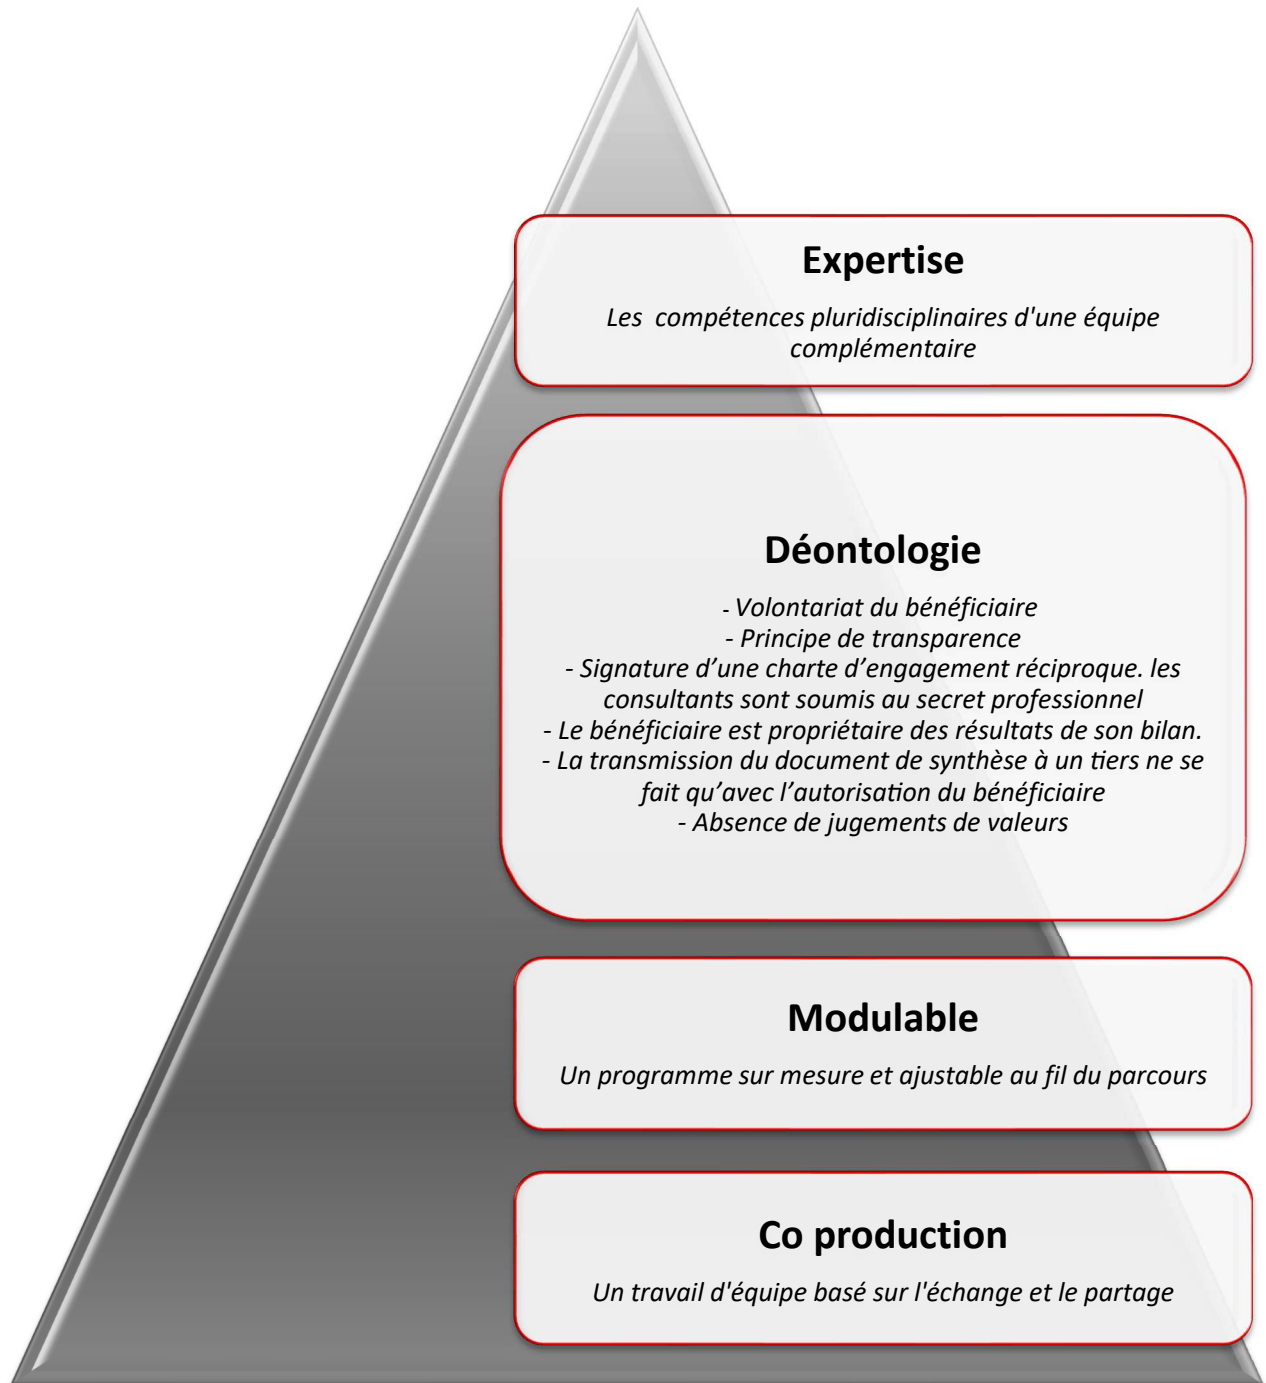 Expertise
Les  compétences pluridisciplinaires d'une équipe
complémentaire
Déontologie
- Volontariat du bénéficiaire
- Principe de transparence
- Signature d’une charte d’engagement réciproque. les
consultants sont soumis au secret professionnel
- Le bénéficiaire est propriétaire des résultats de son bilan.
- La transmission du document de synthèse à un tiers ne se
fait qu’avec l’autorisation du bénéficiaire
- Absence de jugements de valeurs
Modulable
Un programme sur mesure et ajustable au fil du parcours
Co production
Un travail d'équipe basé sur l'échange et le partage